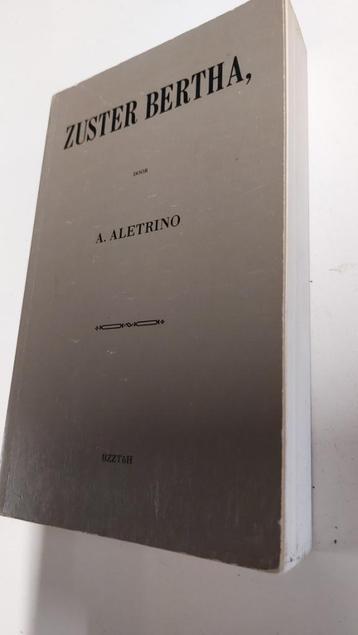 ZUSTER BERTHA,
DOOR
A. ALETRINO
BZZTôH